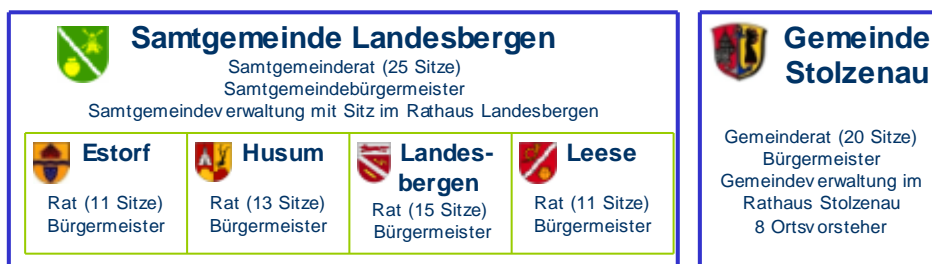 Samtgemeinde Landesbergen
Samtgemeinderat (25 Sitze)
Samtgemeindebürgermeister
Samtgemeindeverwaltung mit Sitz im Rathaus Landesbergen
Estorf
Rat (11 Sitze)
Bürgermeister
Husum
Rat (13 Sitze)
Bürgermeister
Landes-
bergen
Rat (15 Sitze)
Bürgermeister
Leese
Rat (11 Sitze)
Bürgermeister
Gemeinde
Stolzenau
Gemeinderat (20 Sitze)
Bürgermeister
Gemeindeverwaltung im
Rathaus Stolzenau
8 Ortsvorsteher